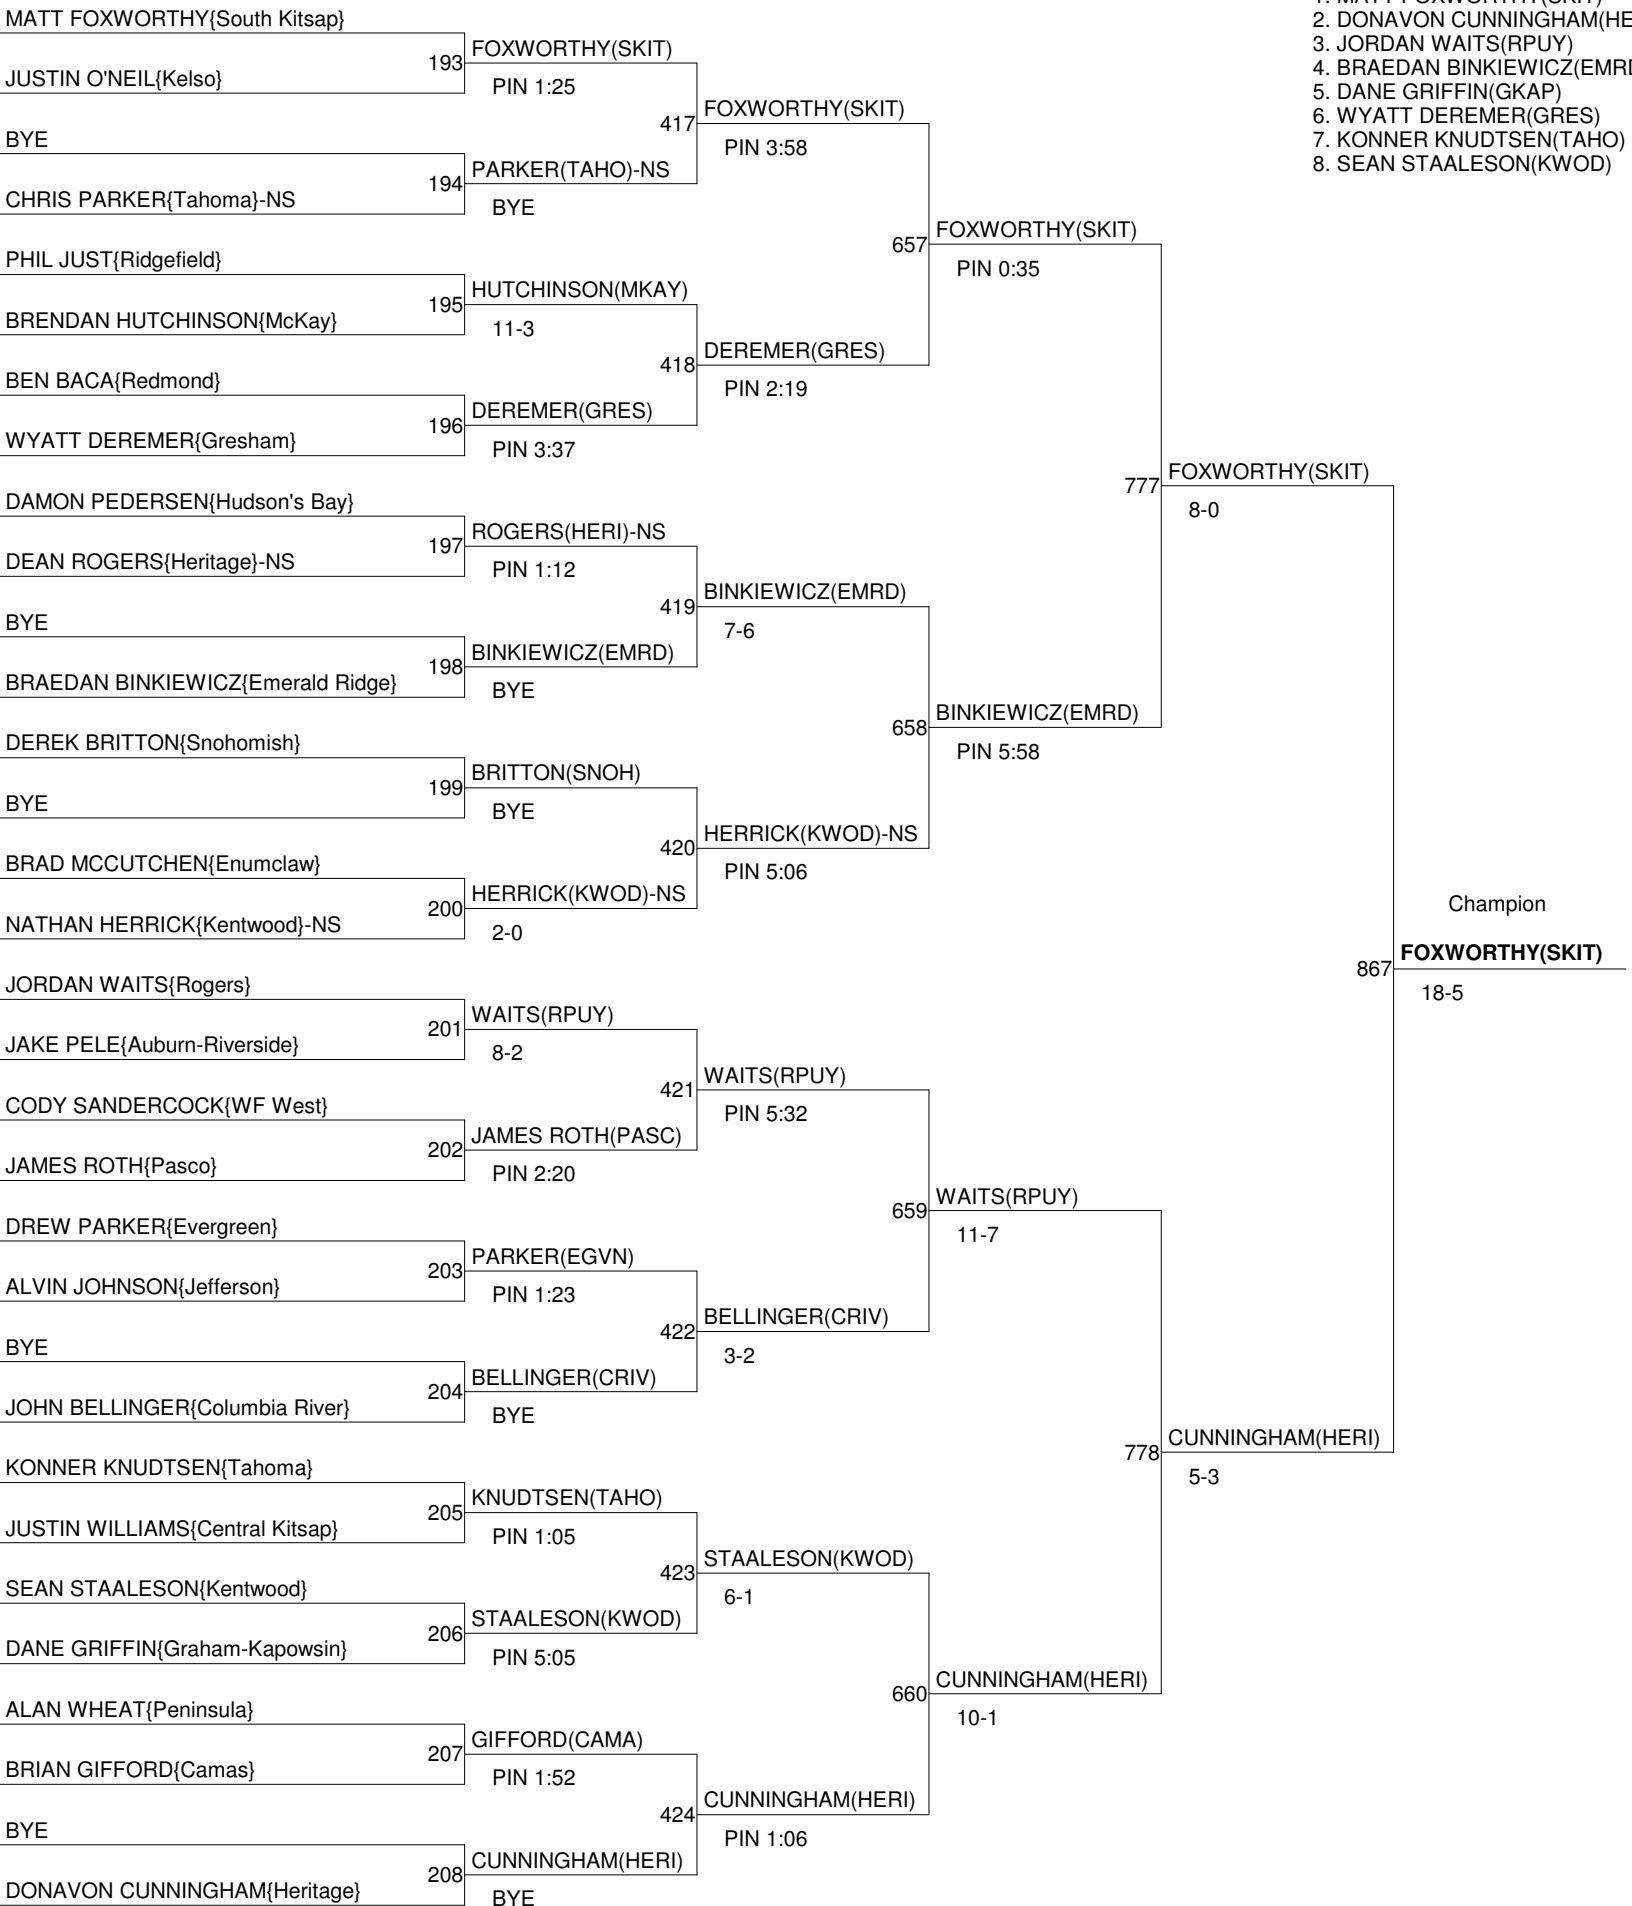 MATT FOXWORTHY{South Kitsap}
JUSTIN O'NEIL{Kelso}
BYE
CHRIS PARKER{Tahoma}-NS
PHIL JUST{Ridgefield}
BRENDAN HUTCHINSON{McKay}
BEN BACA{Redmond}
WYATT DEREMER{Gresham}
DAMON PEDERSEN{Hudson's Bay}
DEAN ROGERS{Heritage}-NS
BYE
BRAEDAN BINKIEWICZ{Emerald Ridge}
DEREK BRITTON{Snohomish}
BYE
BRAD MCCUTCHEN{Enumclaw}
NATHAN HERRICK{Kentwood}-NS
JORDAN WAITS{Rogers}
JAKE PELE{Auburn-Riverside}
CODY SANDERCOCK{WF West}
JAMES ROTH{Pasco}
DREW PARKER{Evergreen}
ALVIN JOHNSON{Jefferson}
BYE
JOHN BELLINGER{Columbia River}
KONNER KNUDTSEN{Tahoma}
JUSTIN WILLIAMS{Central Kitsap}
SEAN STAALESON{Kentwood}
DANE GRIFFIN{Graham-Kapowsin}
ALAN WHEAT{Peninsula}
BRIAN GIFFORD{Camas}
BYE
DONAVON CUNNINGHAM{Heritage}
193
FOXWORTHY(SKIT)
PIN 1:25
194
PARKER(TAHO)-NS
BYE
195
HUTCHINSON(MKAY)
11-3
196
DEREMER(GRES)
PIN 3:37
197
ROGERS(HERI)-NS
PIN 1:12
198
BINKIEWICZ(EMRD)
BYE
199
BRITTON(SNOH)
BYE
200
HERRICK(KWOD)-NS
2-0
201
WAITS(RPUY)
8-2
202
JAMES ROTH(PASC)
PIN 2:20
203
PARKER(EGVN)
PIN 1:23
204
BELLINGER(CRIV)
BYE
205
KNUDTSEN(TAHO)
PIN 1:05
206
STAALESON(KWOD)
PIN 5:05
207
GIFFORD(CAMA)
PIN 1:52
208
CUNNINGHAM(HERI)
BYE
417
FOXWORTHY(SKIT)
PIN 3:58
418
DEREMER(GRES)
PIN 2:19
419
BINKIEWICZ(EMRD)
7-6
420
HERRICK(KWOD)-NS
PIN 5:06
421
WAITS(RPUY)
PIN 5:32
422
BELLINGER(CRIV)
3-2
423
STAALESON(KWOD)
6-1
424
CUNNINGHAM(HERI)
PIN 1:06
657
FOXWORTHY(SKIT)
PIN 0:35
658
BINKIEWICZ(EMRD)
PIN 5:58
659
WAITS(RPUY)
11-7
660
CUNNINGHAM(HERI)
10-1
777
FOXWORTHY(SKIT)
8-0
778
CUNNINGHAM(HERI)
5-3
Champion
867
FOXWORTHY(SKIT)
18-5
1. MATT FOXWORTHY(SKIT)
2. DONAVON CUNNINGHAM(HE
3. JORDAN WAITS(RPUY)
4. BRAEDAN BINKIEWICZ(EMR
5. DANE GRIFFIN(GKAP)
6. WYATT DEREMER(GRES)
7. KONNER KNUDTSEN(TAHO)
8. SEAN STAALESON(KWOD)